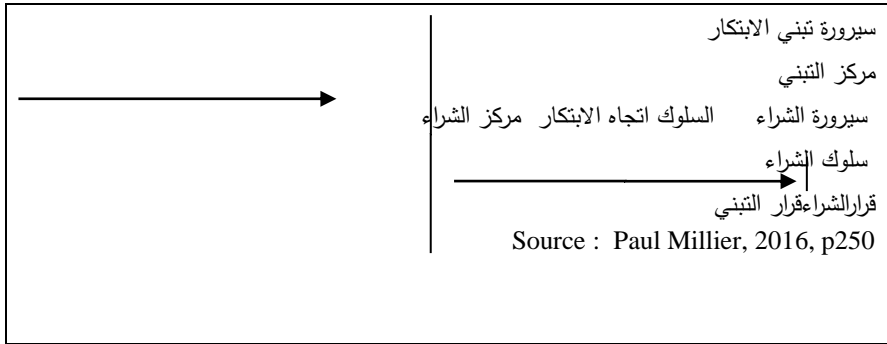 سيرورة تبني الابتكار
مركز التبني
سيرورة الشراء السلوك اتجاه الابتكار مركز الشراء
سلوك الشراء
قرارالشراءقرار التبني
Source : Paul Millier, 2016, p250